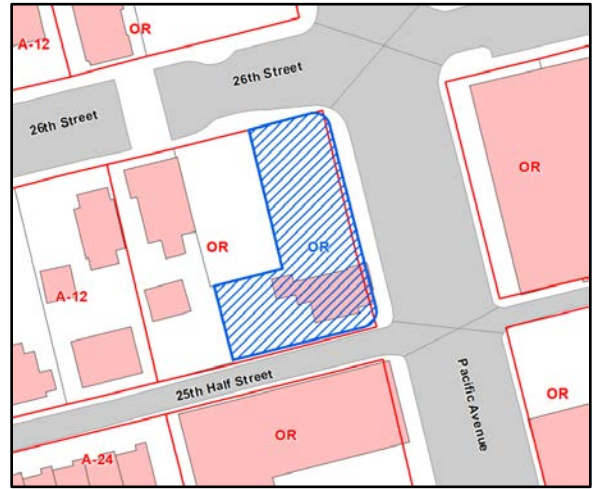 OR
A-12
26th Street
26th Street
OR
OR
OR
A-12
25th Half Street
Pacific Avenue
OR
OR
A-24